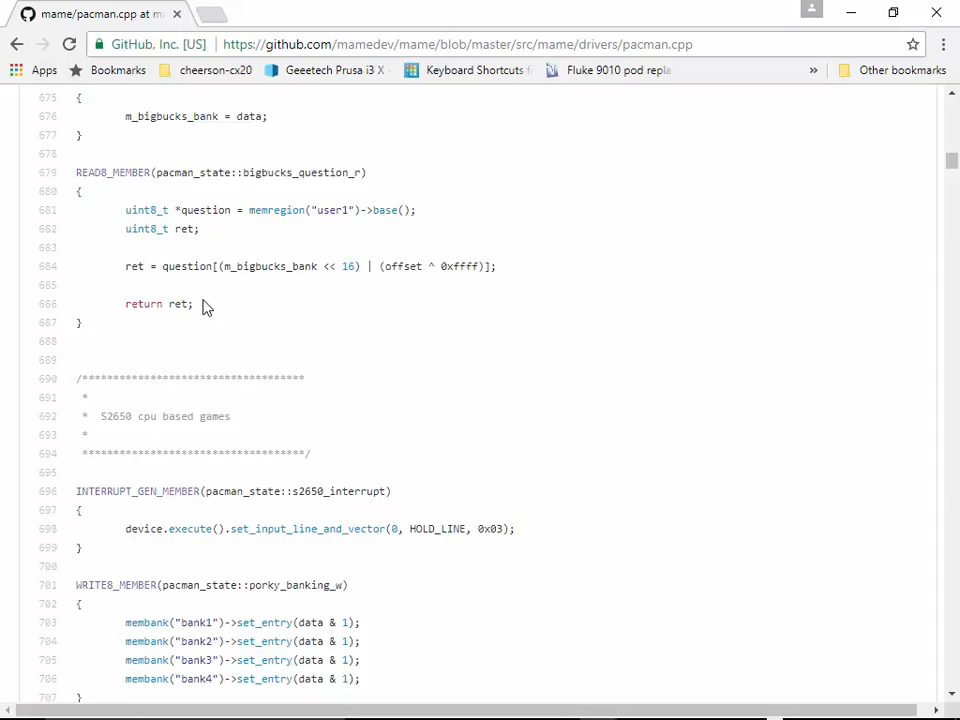 mame/pacman.cpp at ma
GitHub, Inc. [US] https://github.com/mamedev/mame/blob/master/src/mame/drivers/pacman.cpp
Apps Bookmarks cheerson-cx20 Geeetech Prusa i3 X Keyboard Shortcuts f Fluke 9010 pod repla » Other bookmarks
675 {
676 m_bigbucks_bank = data;
677 }
678
679 READ8_MEMBER(pacman_state::bigbucks_question_r)
680 {
681 uint8_t *question = memregion("user1")->base();
682 uint8_t ret;
683
684 ret = question[(m_bigbucks_bank << 16) | (offset ^ 0xffff)];
685
686 return ret;
687 }
688
689
690 /***********************************
691 *
692 * S2650 cpu based games
693 *
694 ************************************/
695
696 INTERRUPT_GEN_MEMBER(pacman_state::s2650_interrupt)
697 {
698 device.execute().set_input_line_and_vector(0, HOLD_LINE, 0x03);
699 }
700
701 WRITE8_MEMBER(pacman_state::porky_banking_w)
702 {
703 membank("bank1")->set_entry(data & 1);
704 membank("bank2")->set_entry(data & 1);
705 membank("bank3")->set_entry(data & 1);
706 membank("bank4")->set_entry(data & 1);
707 }